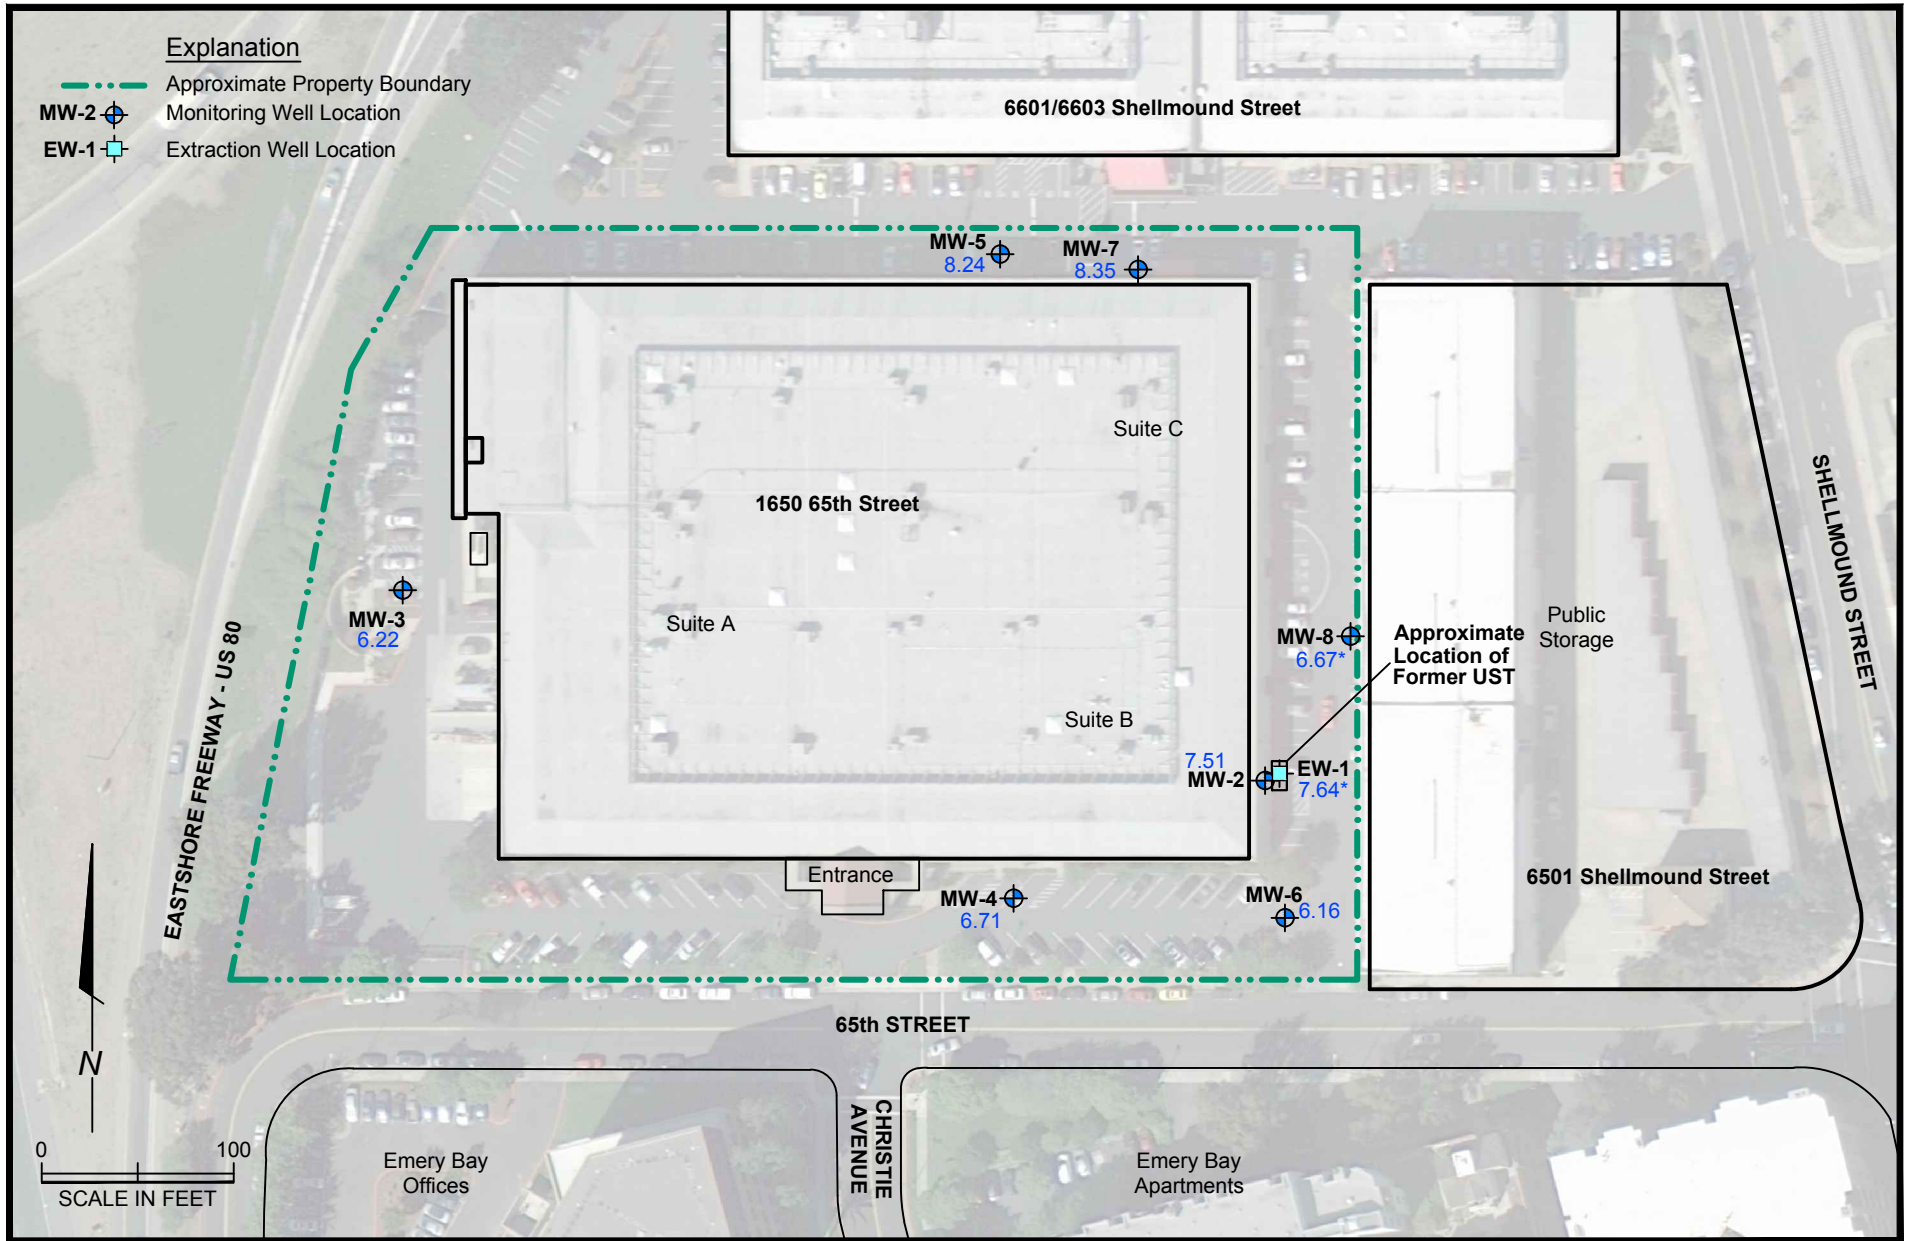 Explanation
Approximate Property Boundary
MW-2
Monitoring Well Location
EW-1
Extraction Well Location
6601/6603 Shellmound Street
MW-5
8.24
MW-7
8.35
Suite C
1650 65th Street
SHELLMOUND STREET
MW-3
6.22
Suite A
MW-8
6.67*
Approximate
Location of
Former UST
Public
Storage
EASTSHORE FREEWAY - US 80
Suite B
7.51
MW-2
EW-1
7.64*
Entrance
MW-4
6.71
MW-6
6.16
6501 Shellmound Street
65th STREET
N
0
100
SCALE IN FEET
CHRISTIE
AVENUE
Emery Bay
Offices
Emery Bay
Apartments